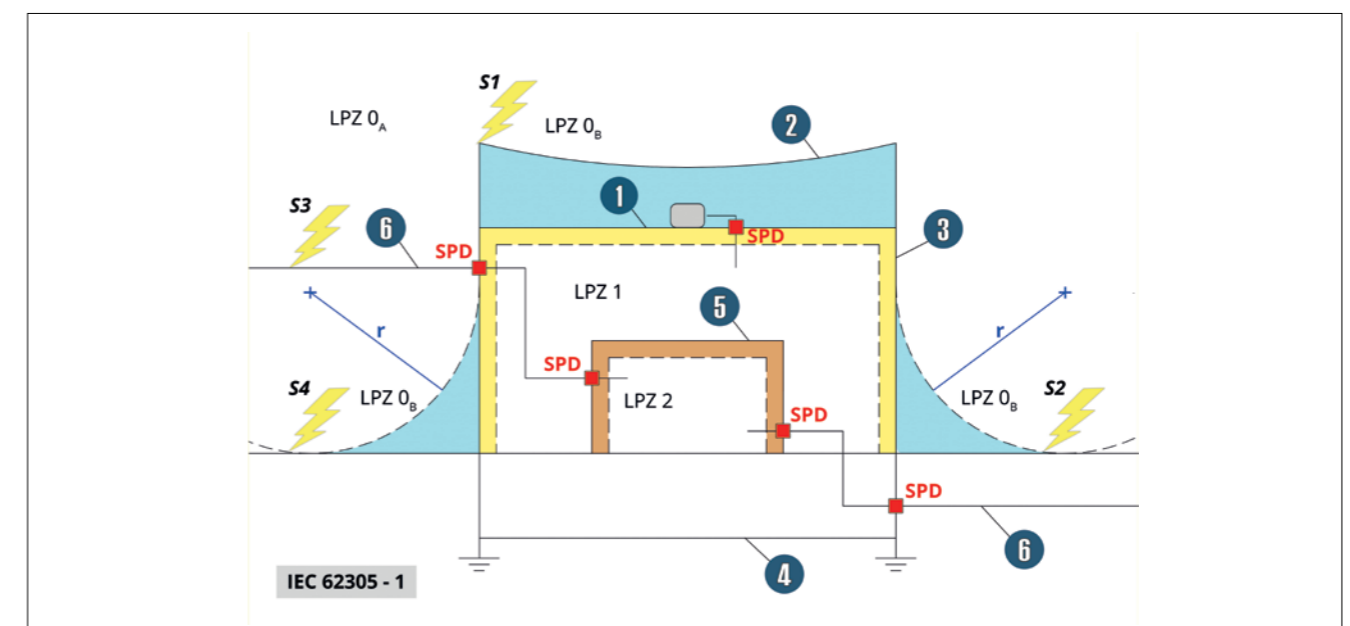 S1
LPZ 0A
LPZ 0B
2
1
S3
6
SPD
SPD
3
LPZ 1
5
r
r
SPD
S4
LPZ 0B
LPZ 2
SPD
LPZ 0B
S2
SPD
6
4
IEC 62305 - 1